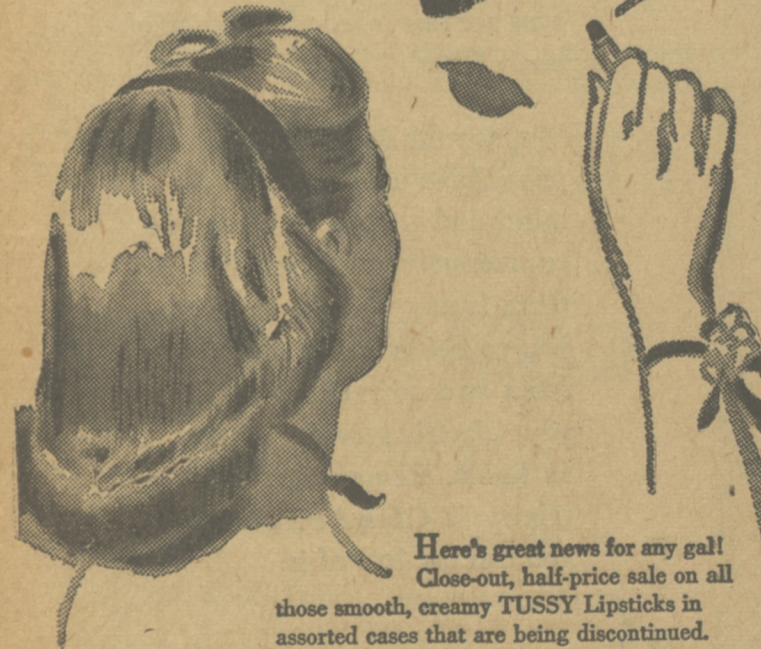 Here's great news for any gal!
Close-out, half-price sale on all
those smooth, creamy TUSSY Lipsticks in
assorted cases that are being discontinued.